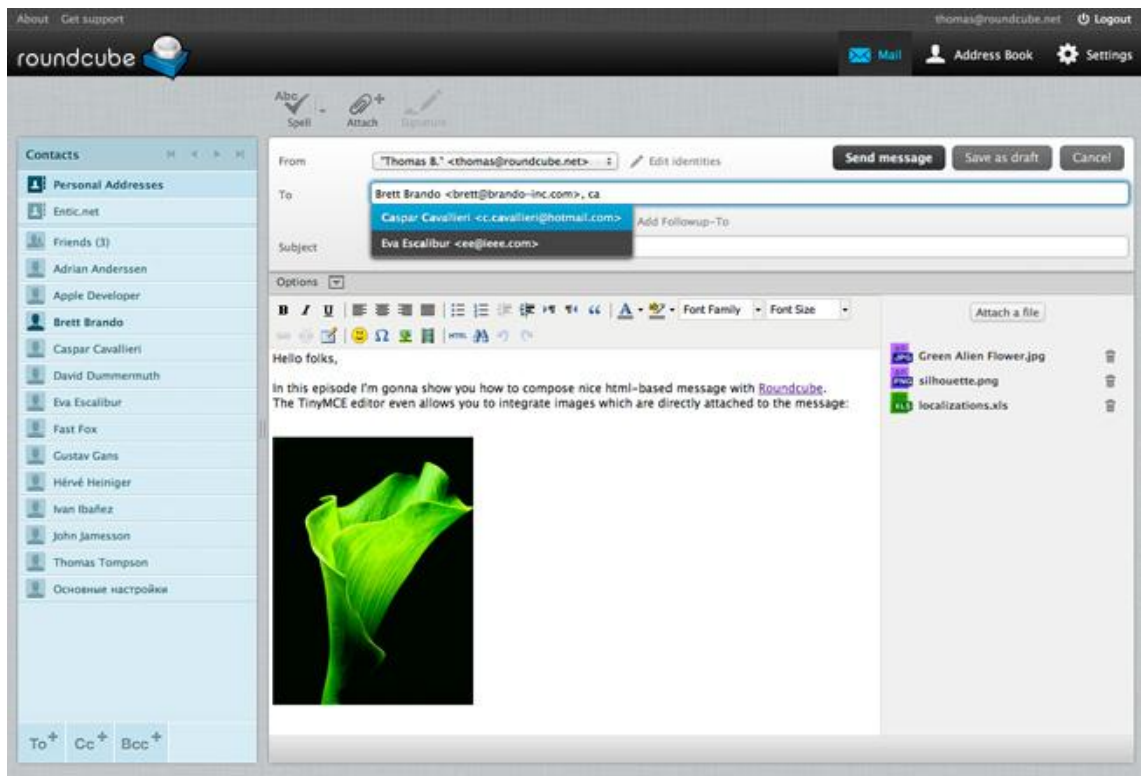 About Get support thomas@roundcube.net Logout
roundcube Mail Address Book Settings
Abc
Spell Attach Signature
Contacts
Personal Addresses
Entic.net
Friends (3)
Adrian Anderssen
Apple Developer
Brett Brando
Caspar Cavallieri
David Dummermuth
Eva Escalibur
Fast Fox
Gustav Gans
Hérvé Heiniger
Ivan Ibañez
John Jamesson
Thomas Tompson
Основные настройки
To+ Cc+ Bcc+
From "Thomas B." <thomas@roundcube.net> Edit identities Send message Save as draft Cancel
To Brett Brando <brett@brando-inc.com>, ca
Caspar Cavallieri <c.cavallieri@hotmail.com> Add Followup-To
Subject Eva Escalibur <ee@ieee.com>
Options
B I U A Font Family Font Size
Ω HTML
Attach a file
JPG Green Alien Flower.jpg
PNG silhouette.png
XLS localizations.xls
Hello folks,
In this episode I'm gonna show you how to compose nice html-based message with Roundcube.
The TinyMCE editor even allows you to integrate images which are directly attached to the message: